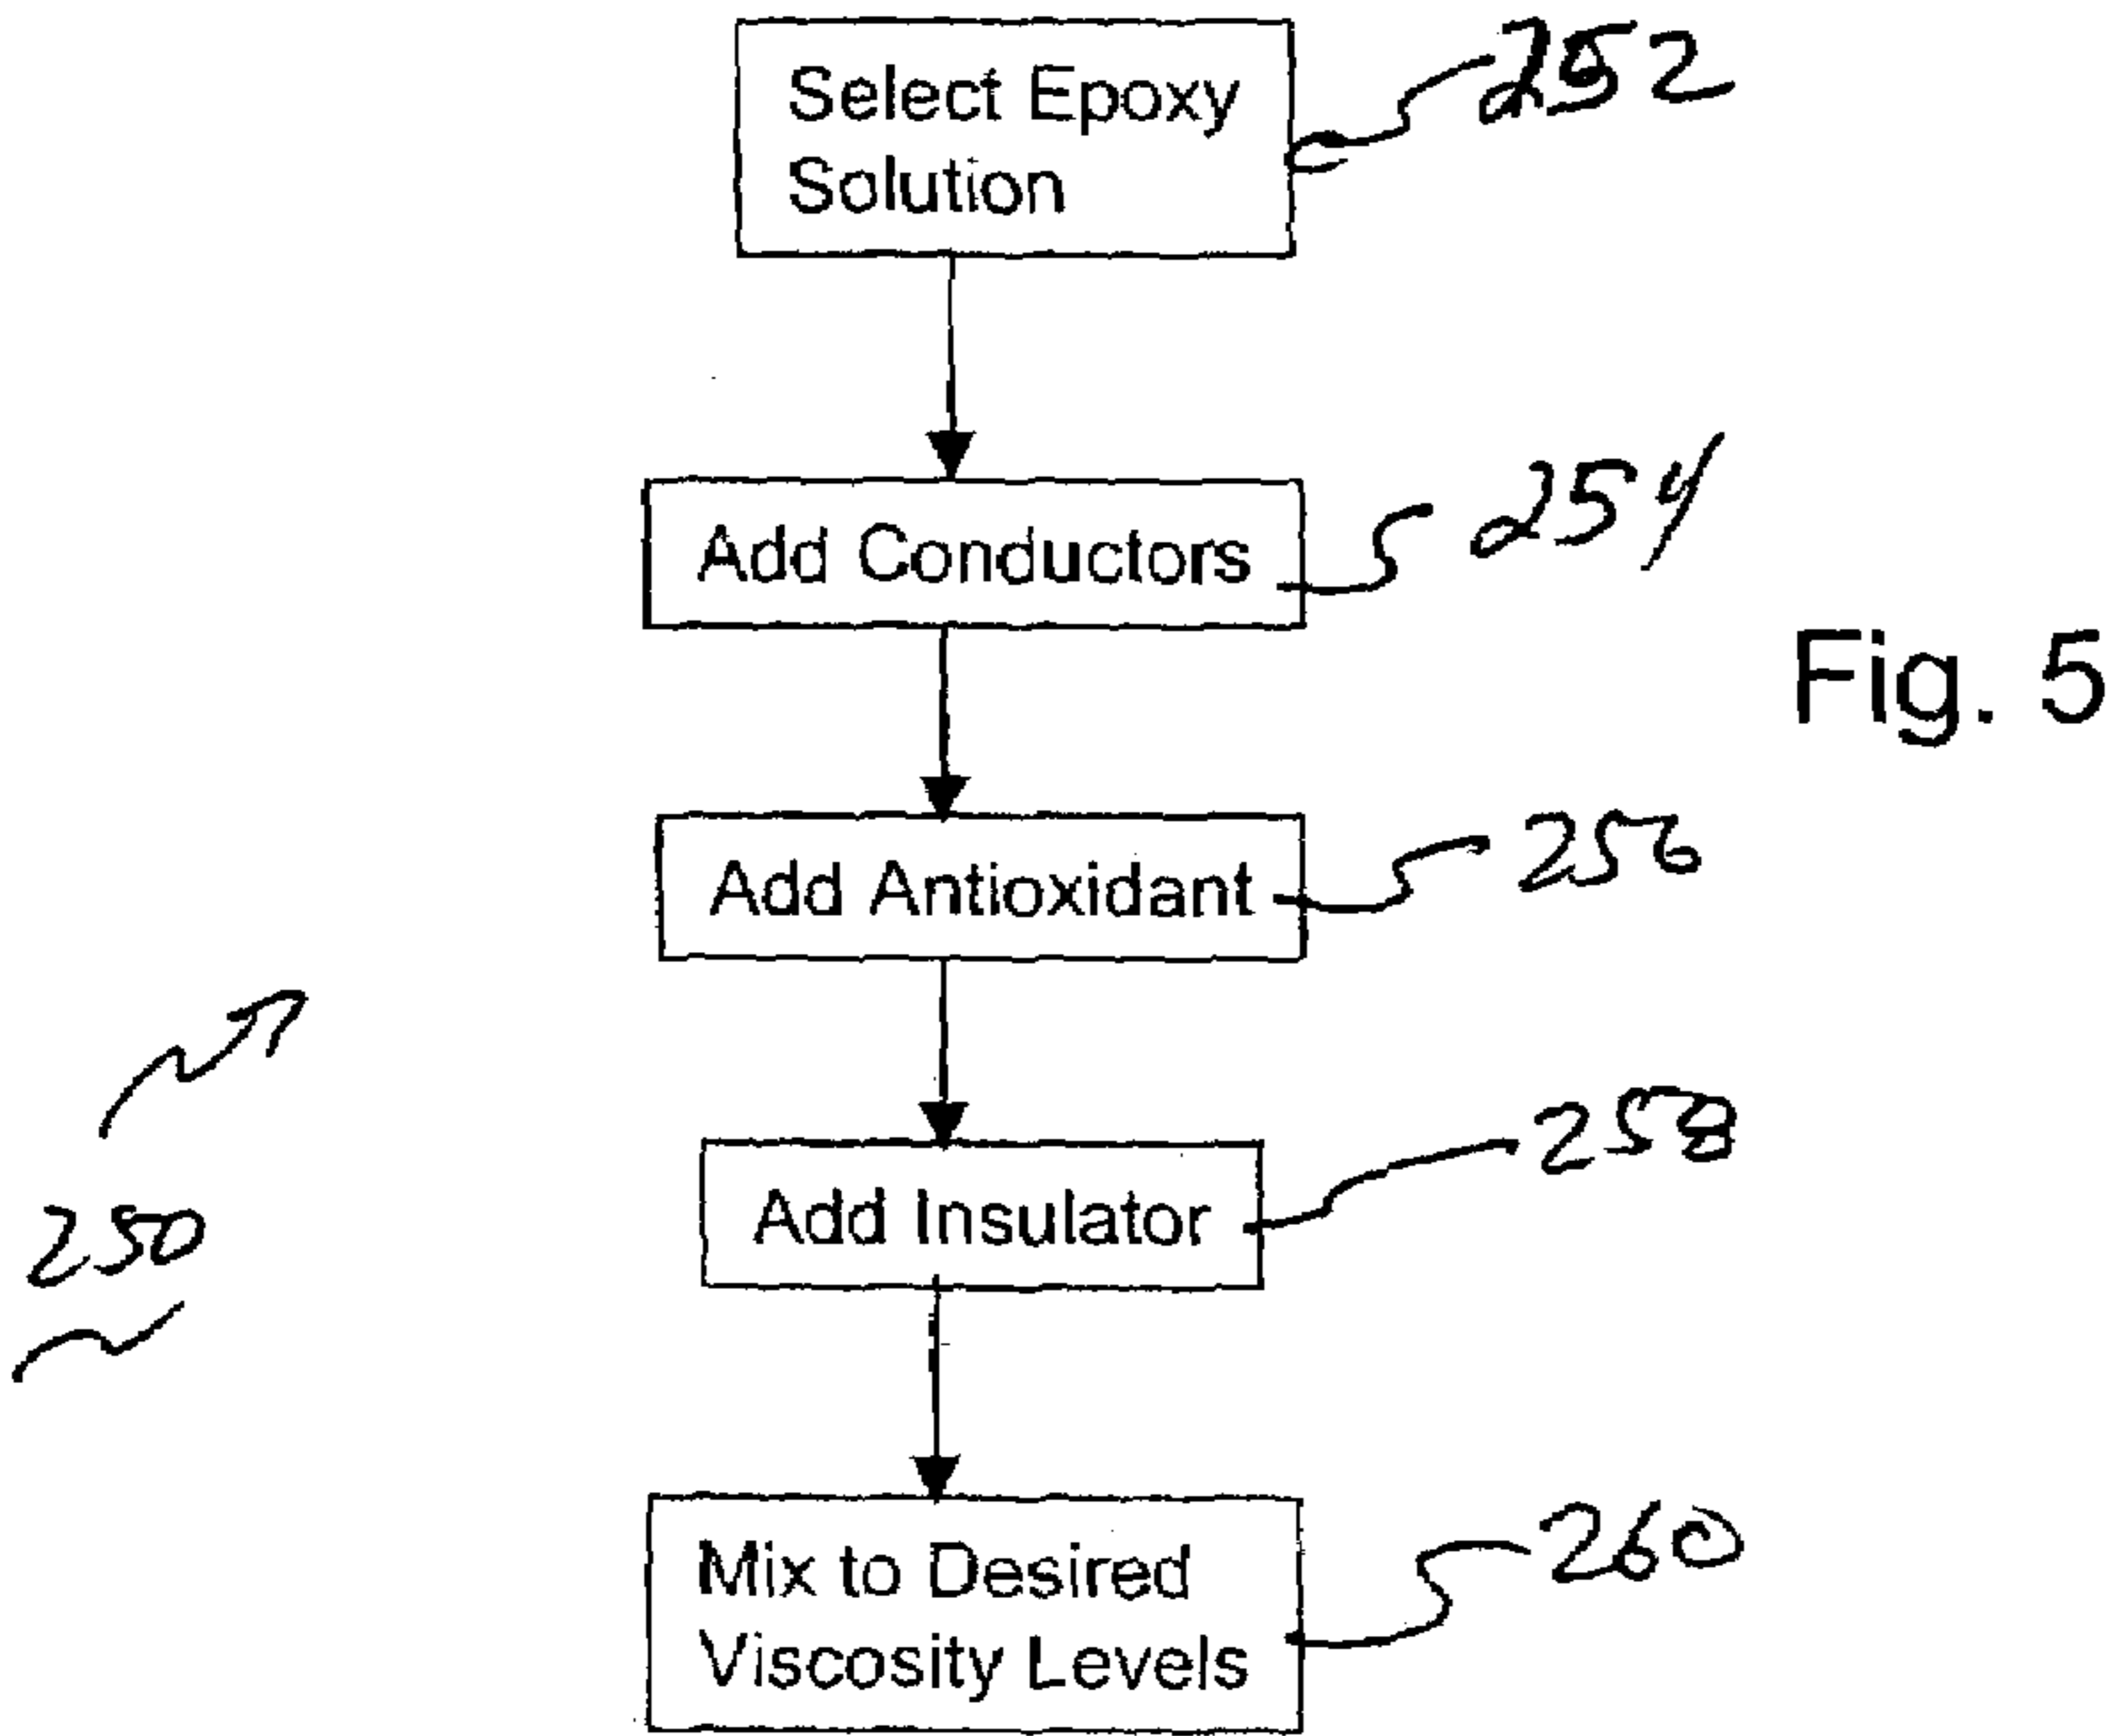 Select Epoxy
Solution
252
Add Conductors
254
Fig. 5
Add Antioxidant
256
Add Insulator
258
250
Mix to Desired
Viscosity Levels
260